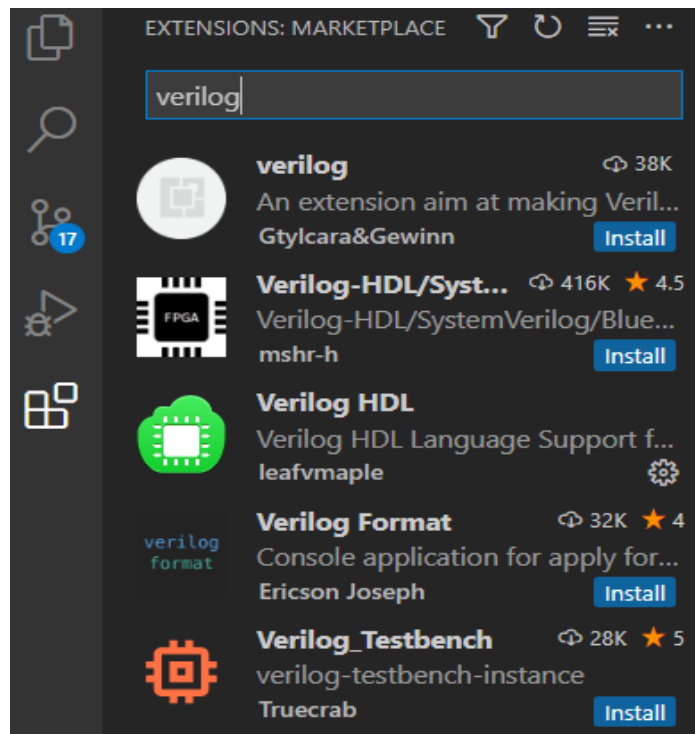 EXTENSIONS: MARKETPLACE
verilog
verilog 38K
An extension aim at making Veril...
Gtylcara&Gewinn Install
17
Verilog-HDL/Syst... 416K 4.5
FPGA
Verilog-HDL/SystemVerilog/Blue...
mshr-h Install
Verilog HDL
Verilog HDL Language Support f...
leafvmaple
Verilog Format 32K 4
verilog
format
Console application for apply for...
Ericson Joseph Install
Verilog_Testbench 28K 5
verilog-testbench-instance
Truecrab Install